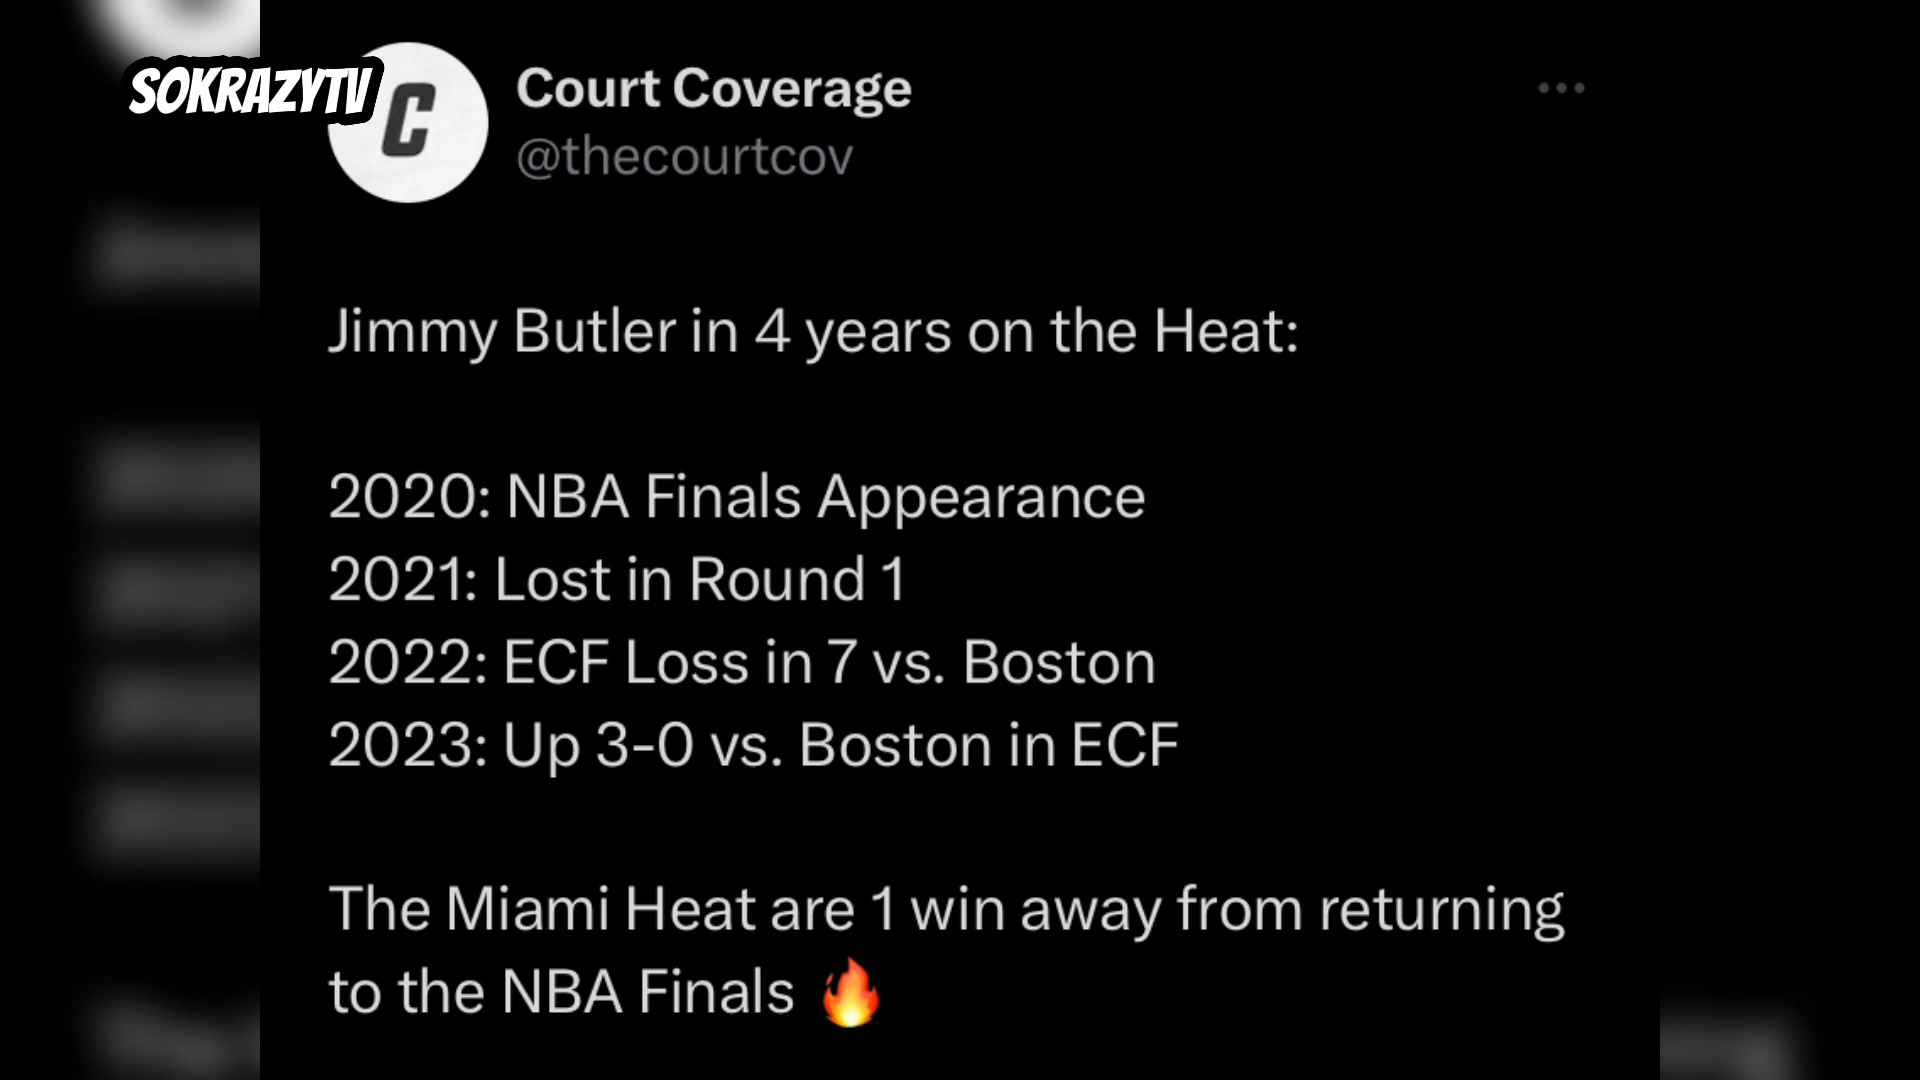 SOKRAZYTV
C
Court Coverage
@thecourtcov
Jimmy Butler in 4 years on the Heat:
2020: NBA Finals Appearance
2021: Lost in Round 1
2022: ECF Loss in 7 vs. Boston
2023: Up 3-0 vs. Boston in ECF
The Miami Heat are 1 win away from returning
to the NBA Finals 🔥